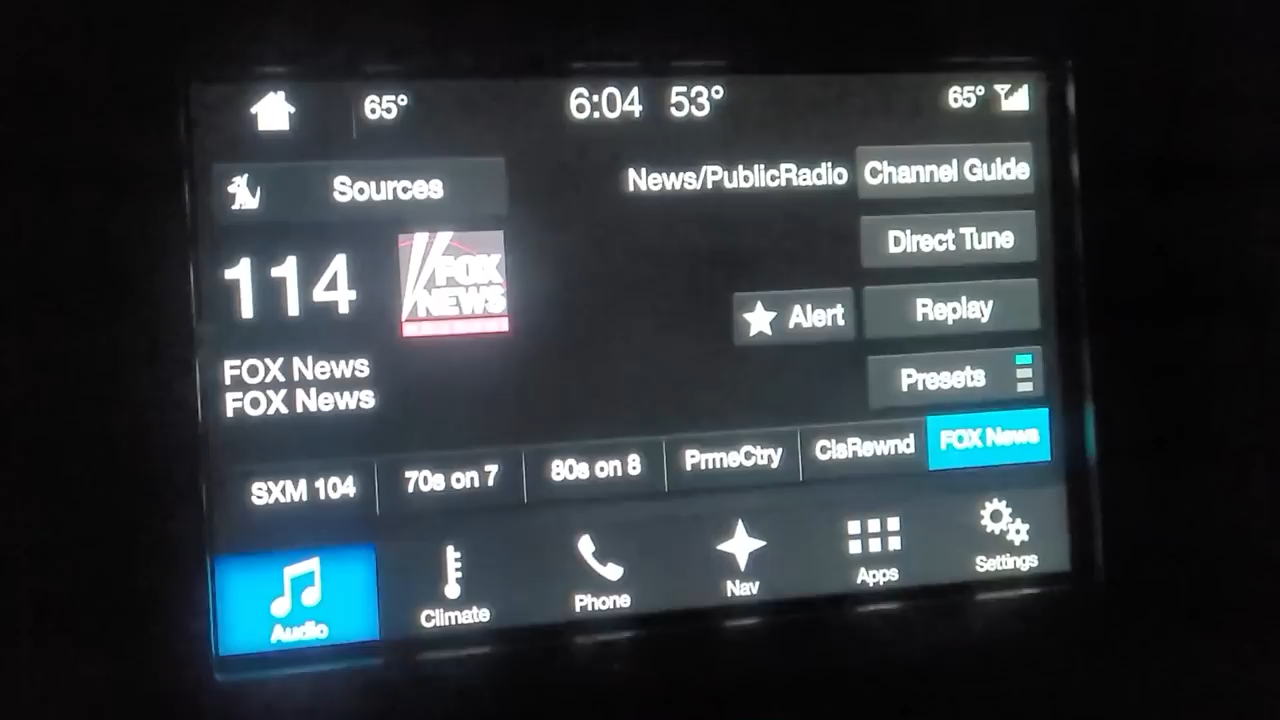 65° 6:04 53° 65°
Sources
News/PublicRadio
Channel Guide
114
FOX
NEWS
Direct Tune
Alert
Replay
FOX News
FOX News
Presets
SXM 104
70s on 7
80s on 8
PrmeCtry
ClsRewnd
FOX News
Audio
Climate
Phone
Nav
Apps
Settings